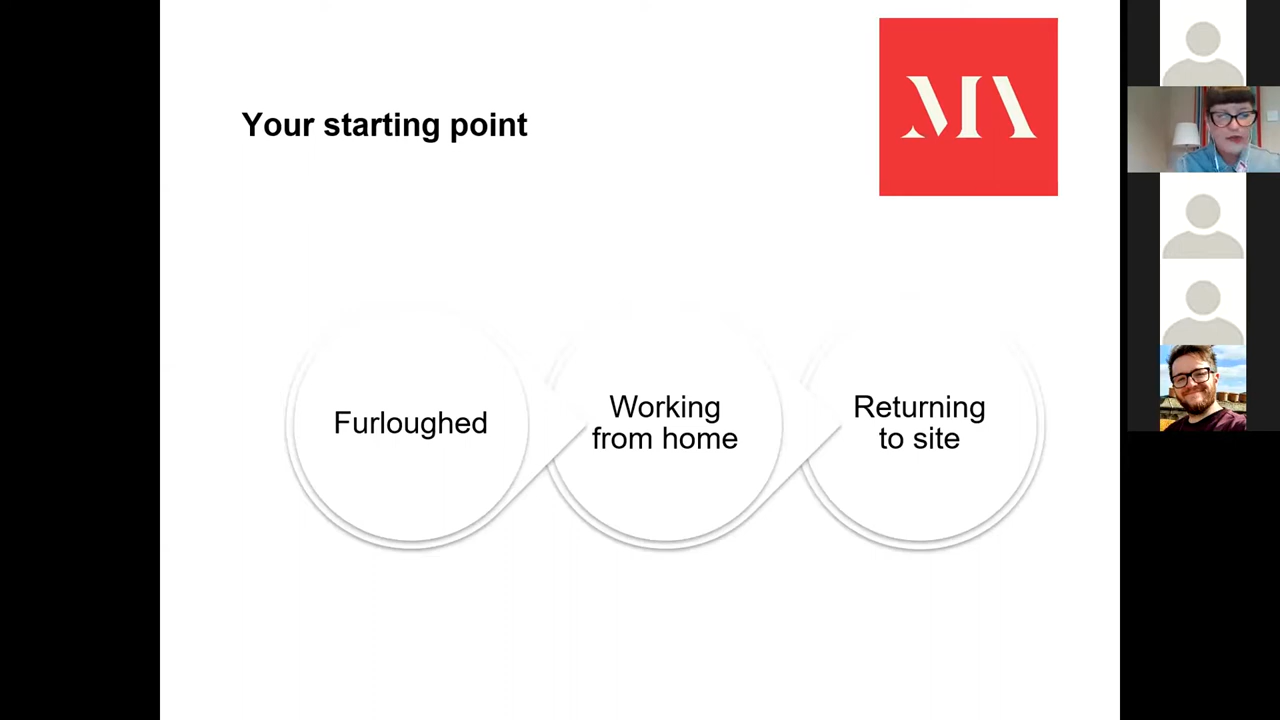 Your starting point
MA
Furloughed
Working
from home
Returning
to site